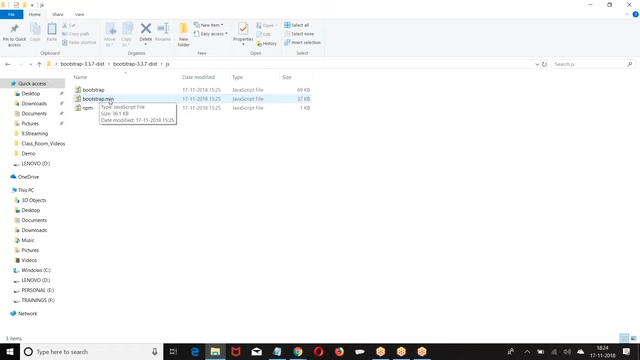 js
File
Home
Share
View
Pin to Quick access
Copy
Paste
Cut
Copy path
Paste shortcut
Clipboard
Move to
Copy to
Delete
Rename
Organize
New folder
New item
Easy access
New
Properties
Open
Edit
History
Open
Select all
Select none
Invert selection
Select
bootstrap-3.3.7-dist > bootstrap-3.3.7-dist > js
Search js
Name
Date modified
Type
Size
Quick access
bootstrap 17-11-2018 15:25 JavaScript File 69 KB
Desktop
bootstrap.min 17-11-2018 15:25 JavaScript File 37 KB
Downloads
npm 17-11-2018 15:25 JavaScript File 1 KB
Type: JavaScript File
Size: 36.1 KB
Date modified: 17-11-2018 15:25
Documents
Pictures
9.Streaming
Class_Room_Videos
Demo
LENOVO (D:)
OneDrive
This PC
3D Objects
Desktop
Documents
Downloads
Music
Pictures
Videos
Windows (C:)
LENOVO (D:)
PERSONAL (E:)
TRAININGS (F:)
Network
3 items
Type here to search
18:24
17-11-2018